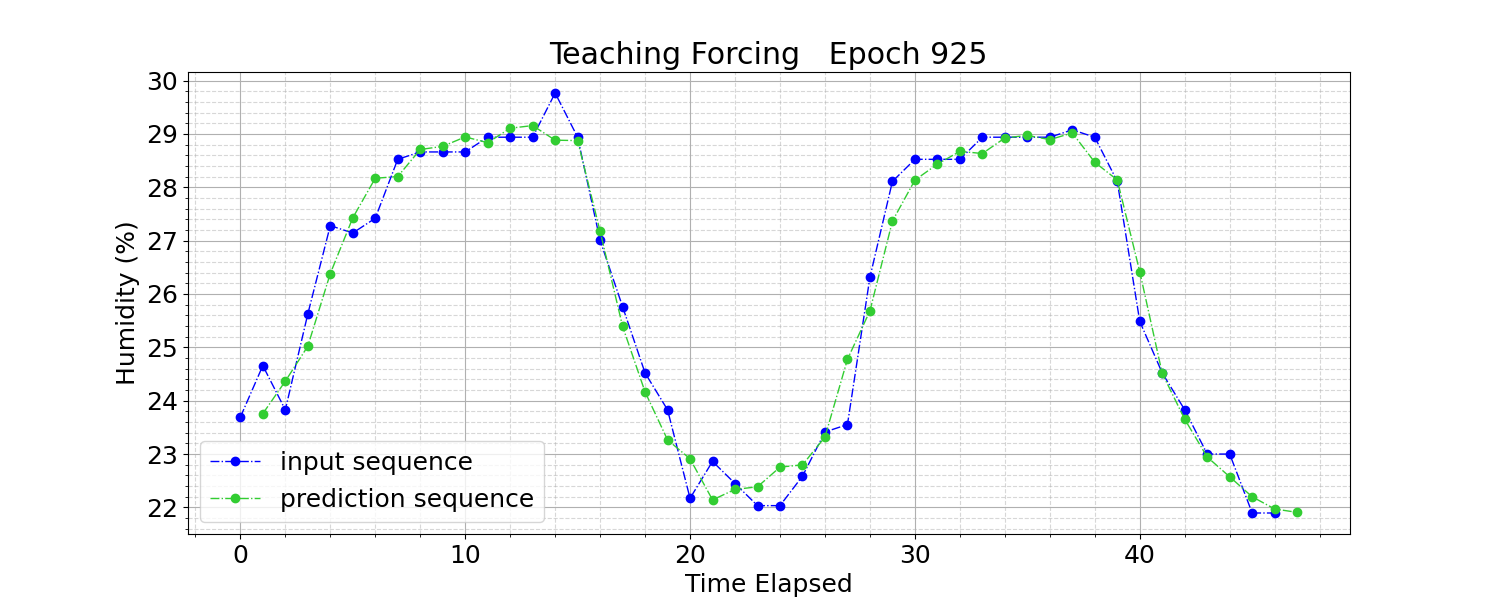 Teaching Forcing   Epoch 925
Humidity (%)
30
29
28
27
26
25
24
23
22
input sequence
prediction sequence
0 10 20 30 40
Time Elapsed